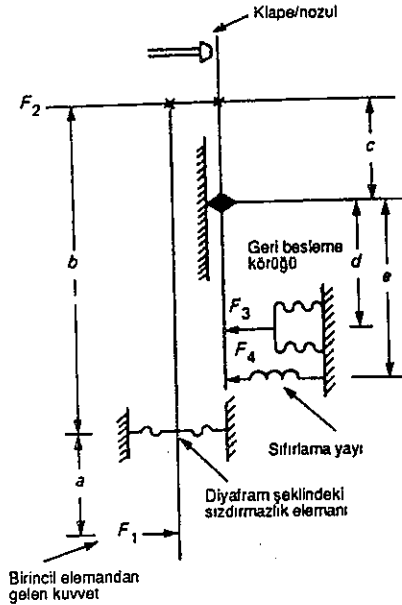 Klape/nozul
F₂
c
b
Geri besleme
körüğü
d
e
F₃
F₄
Sıfırlama yayı
a
Diyafram şeklindeki
sızdırmazlık elemanı
F₁
Birincil elemandan
gelen kuvvet